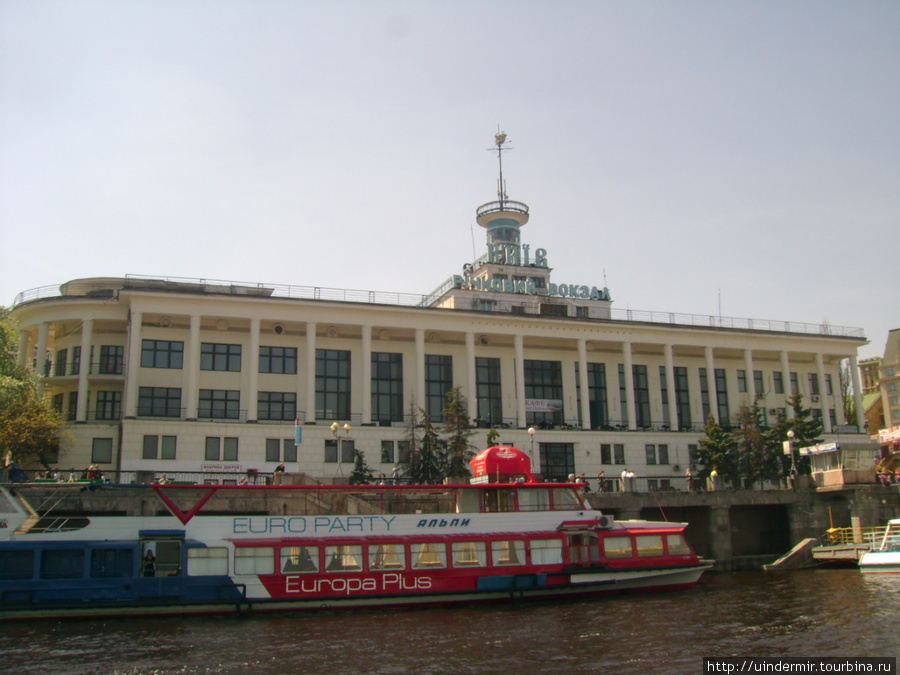 КИЇВ
РІЧКОВИЙ ВОКЗАЛ
КАФЕ
EURO PARTY АЛЬПИ
Europa Plus
http://uindermir.tourbina.ru